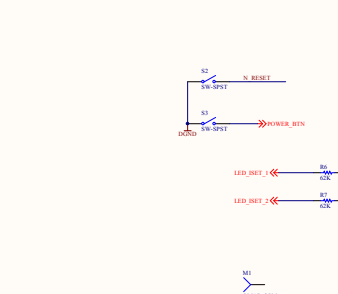 S2
N_RESET
SW-SPST
S3
POWER_BTN
SW-SPST
DGND
R6
LED_ISET_1
62K
R7
LED_ISET_2
62K
M1